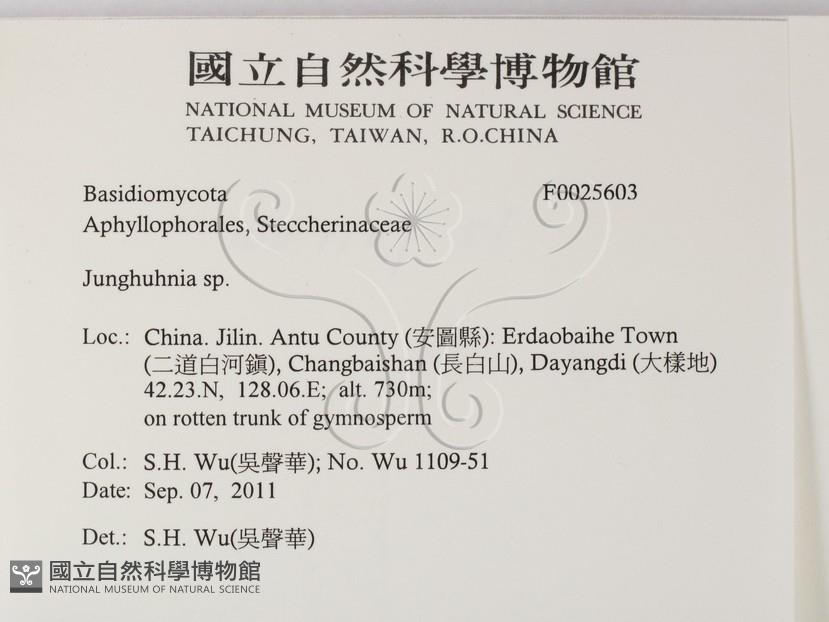 國立自然科學博物館
NATIONAL MUSEUM OF NATURAL SCIENCE
TAICHUNG, TAIWAN, R.O.CHINA
Basidiomycota F0025603
Aphyllophorales, Steccherinaceae
Junghuhnia sp.
Loc.: China. Jilin. Antu County (安圖縣): Erdaobaihe Town
(二道白河鎭), Changbaishan (長白山), Dayangdi (大樣地)
42.23.N, 128.06.E; alt. 730m;
on rotten trunk of gymnosperm
Col.: S.H. Wu(吳聲華); No. Wu 1109-51
Date: Sep. 07, 2011
Det.: S.H. Wu(吳聲華)
國立自然科學博物館
NATIONAL MUSEUM OF NATURAL SCIENCE